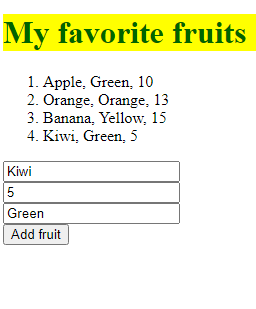 My favorite fruits
1. Apple, Green, 10
2. Orange, Orange, 13
3. Banana, Yellow, 15
4. Kiwi, Green, 5
Kiwi
5
Green
Add fruit